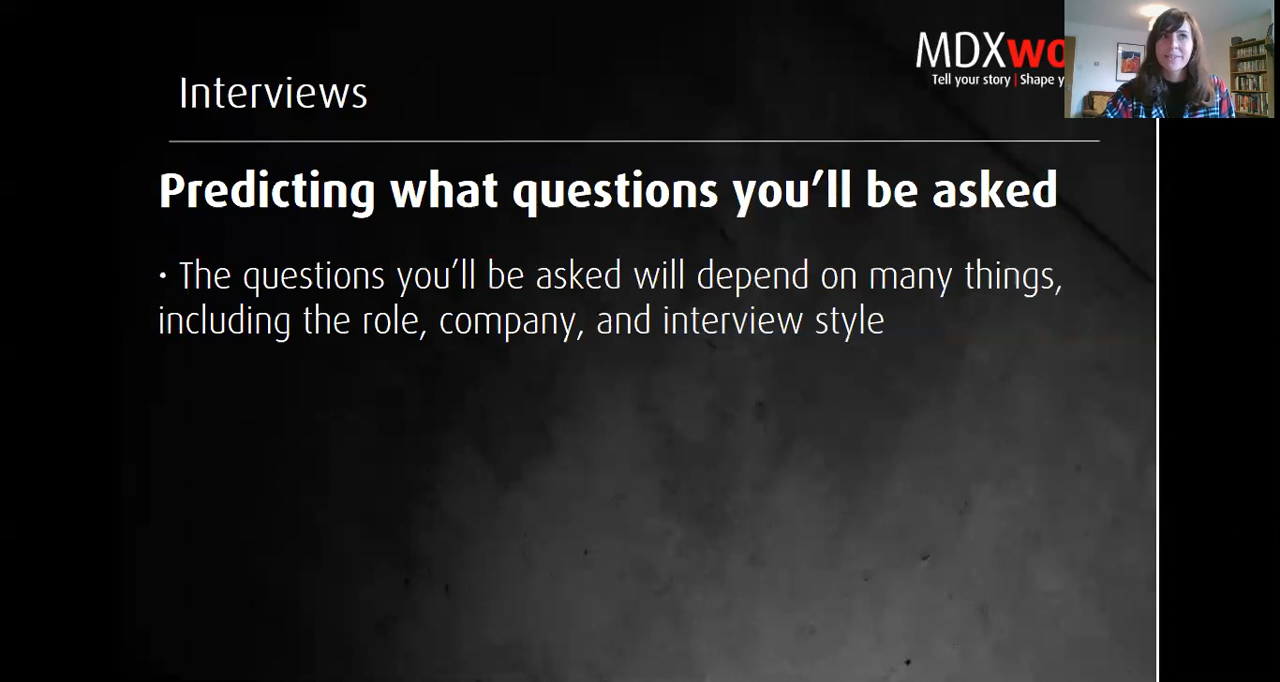 MDXwo
Tell your story | Shape y
Interviews
Predicting what questions you’ll be asked
• The questions you’ll be asked will depend on many things,
including the role, company, and interview style